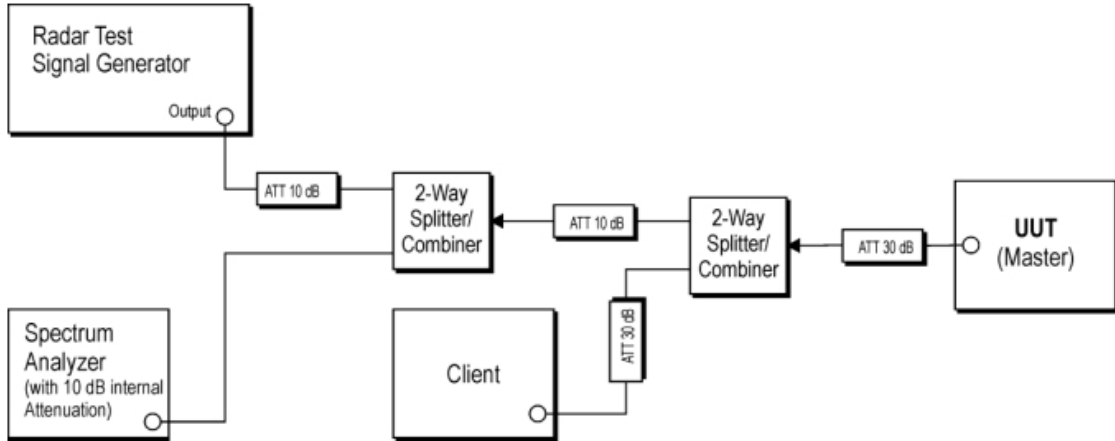 Radar Test
Signal Generator
Output
ATT 10 dB
2-Way
Splitter/
Combiner
ATT 10 dB
2-Way
Splitter/
Combiner
ATT 30 dB
UUT
(Master)
Spectrum
Analyzer
(with 10 dB internal
Attenuation)
Client
ATT 30 dB